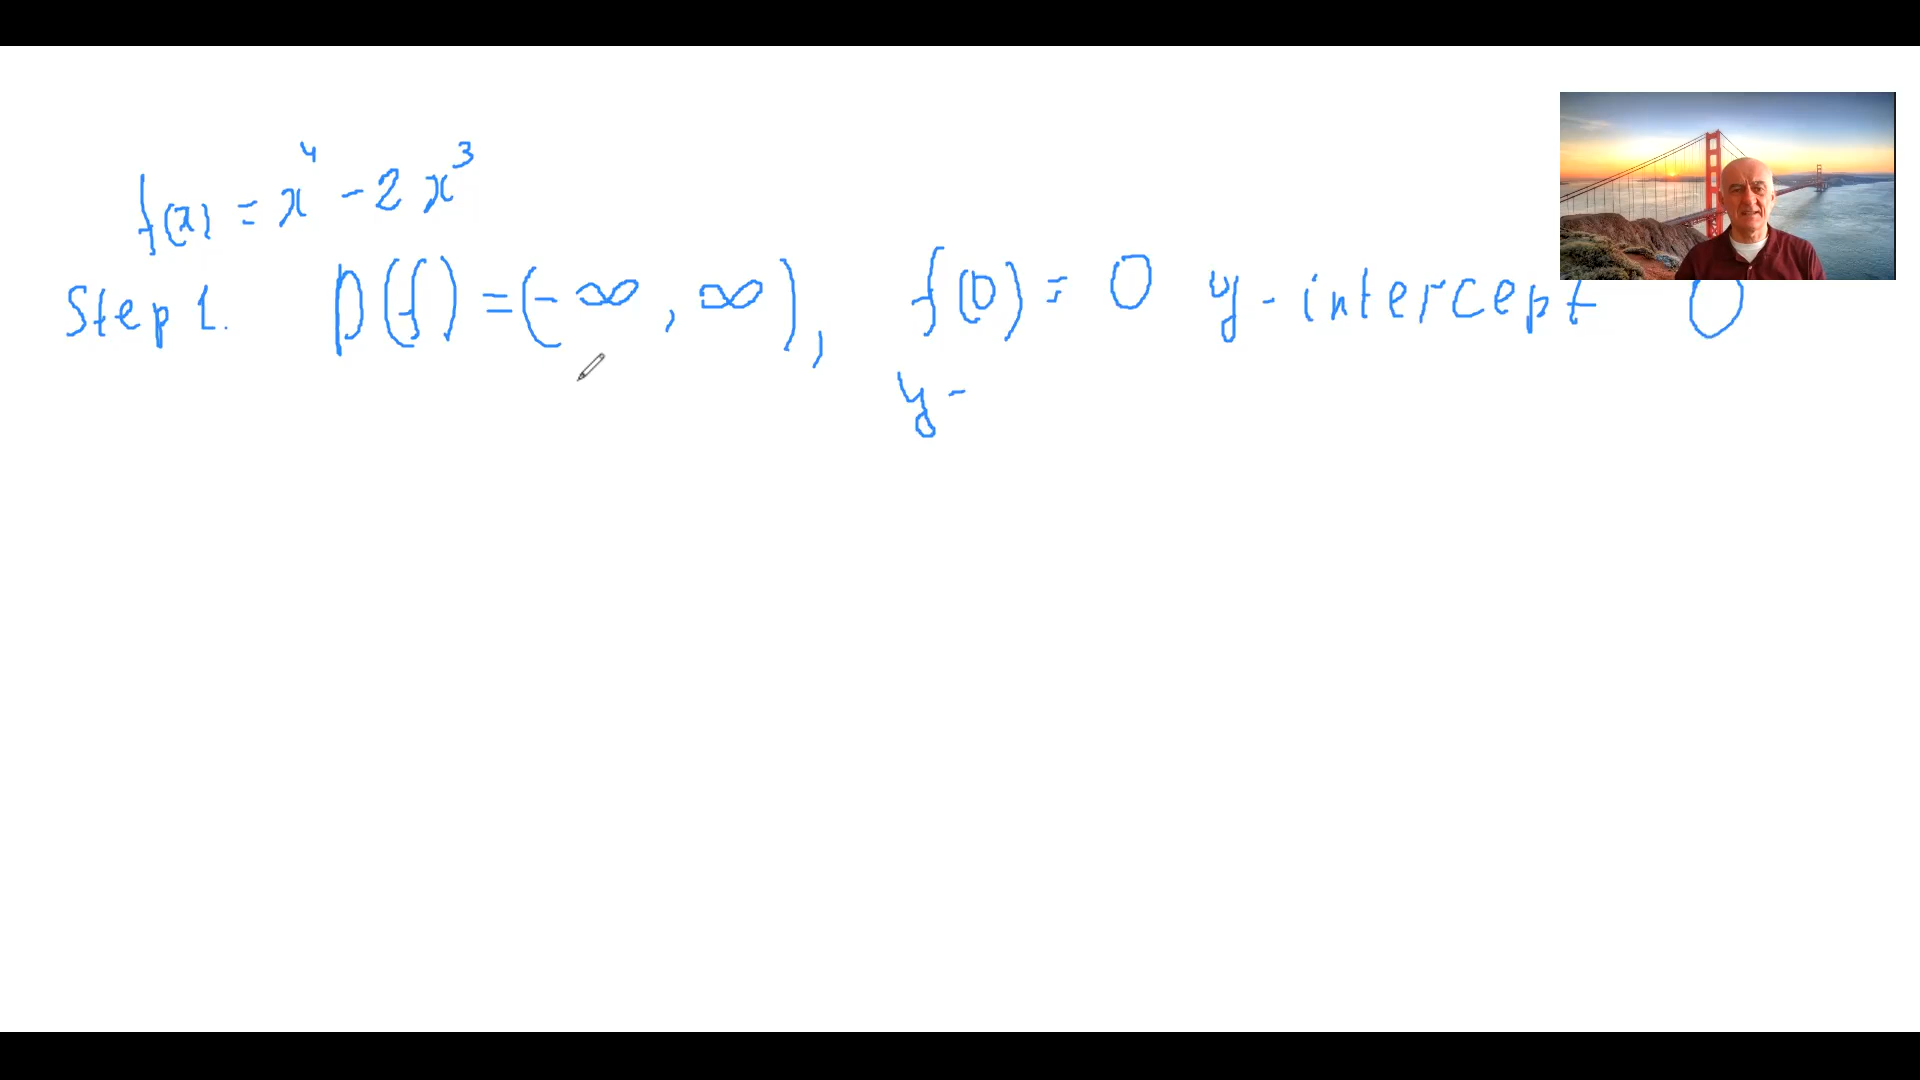 f(x) = x⁴ - 2x³
Step 1. D(f) = (-∞, ∞), f(0) = 0 y-intercept 0
y -